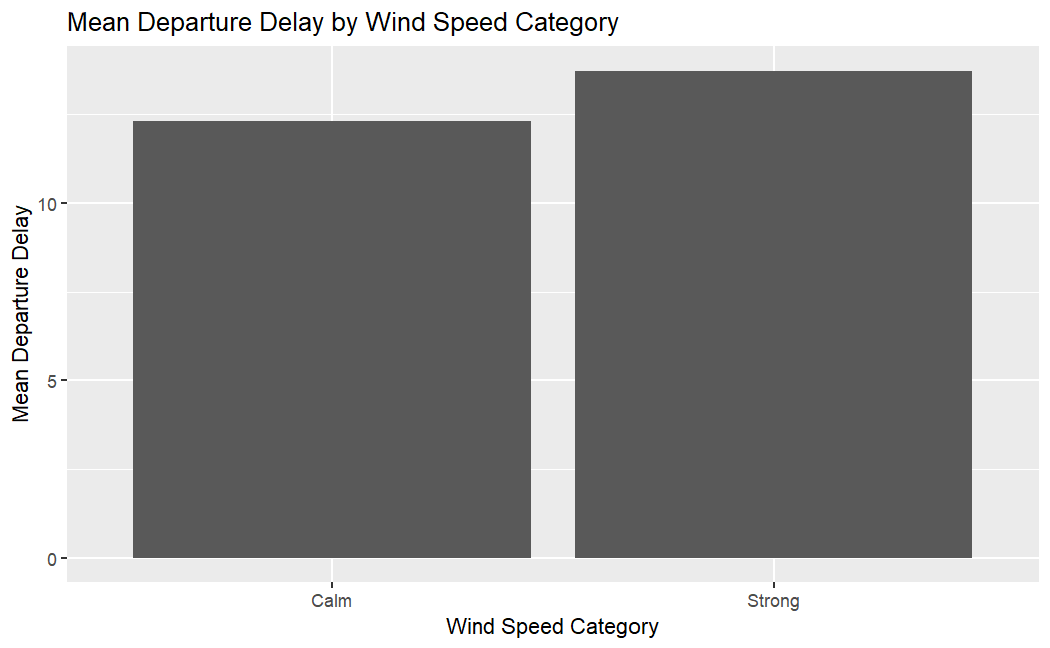 Mean Departure Delay by Wind Speed Category
Mean Departure Delay
10
5
0
Calm
Strong
Wind Speed Category